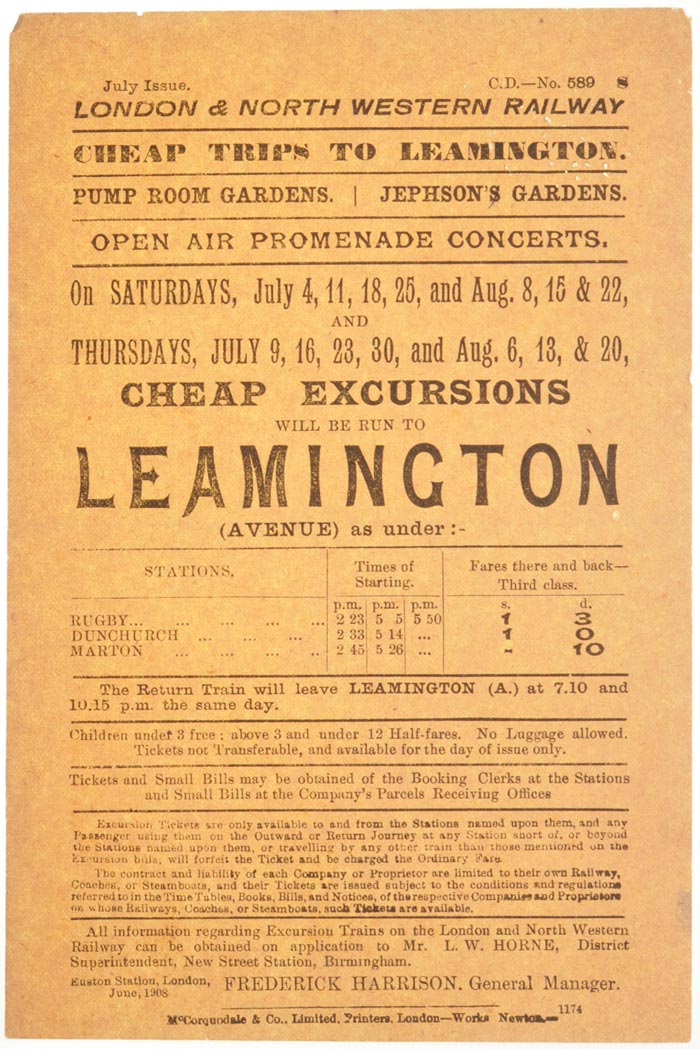 July Issue. C.D.—No. 589 8
LONDON & NORTH WESTERN RAILWAY
CHEAP TRIPS TO LEAMINGTON.
PUMP ROOM GARDENS. | JEPHSON'S GARDENS.
OPEN AIR PROMENADE CONCERTS.
On SATURDAYS, July 4, 11, 18, 25, and Aug. 8, 15 & 22,
AND
THURSDAYS, JULY 9, 16, 23, 30, and Aug. 6, 13, & 20,
CHEAP EXCURSIONS
WILL BE RUN TO
LEAMINGTON
(AVENUE) as under :-
STATIONS. Times of Starting. Fares there and back— Third class.
p.m. p.m. p.m. s. d.
RUGBY... ... ... ... ... 2 23 5 5 5 50 1 3
DUNCHURCH ... ... ... 2 33 5 14 ... 1 0
MARTON ... ... ... ... 2 45 5 26 ... - 10
The Return Train will leave LEAMINGTON (A.) at 7.10 and
10.15 p.m. the same day.
Children under 3 free ; above 3 and under 12 Half-fares. No Luggage allowed.
Tickets not Transferable, and available for the day of issue only.
Tickets and Small Bills may be obtained of the Booking Clerks at the Stations
and Small Bills at the Company's Parcels Receiving Offices
Excursion Tickets are only available to and from the Stations named upon them, and any
Passenger using them on the Outward or Return Journey at any Station short of, or beyond
the Stations named upon them, or travelling by any other train than those mentioned on the
Excursion bills, will forfeit the Ticket and be charged the Ordinary Fare.
The contract and liability of each Company or Proprietor are limited to their own Railway,
Coaches, or Steamboats, and their Tickets are issued subject to the conditions and regulations
referred to in the Time Tables, Books, Bills, and Notices, of the respective Companies and Proprietors
on whose Railways, Coaches, or Steamboats, such Tickets are available.
All information regarding Excursion Trains on the London and North Western
Railway can be obtained on application to Mr. L. W. HORNE, District
Superintendent, New Street Station, Birmingham.
Euston Station, London,
June, 1908
FREDERICK HARRISON. General Manager.
McCorquodale & Co., Limited, Printers, London—Works Newton.— 1174